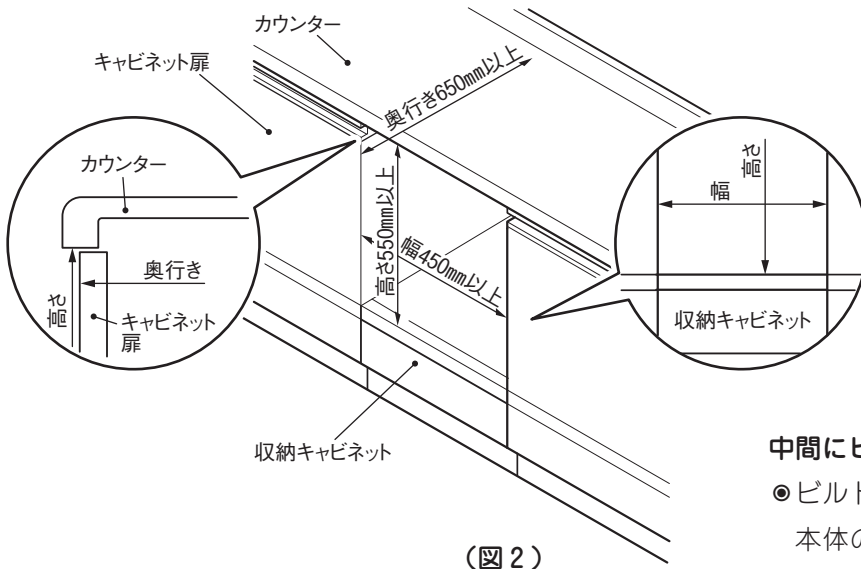 カウンター
キャビネット扉
奥行き650mm以上
カウンター
高さ
幅
高さ550mm以上
幅450mm以上
奥行き
高さ
キャビネット
扉
収納キャビネット
収納キャビネット
中間にビ
◉ビルト
本体の
(図2)